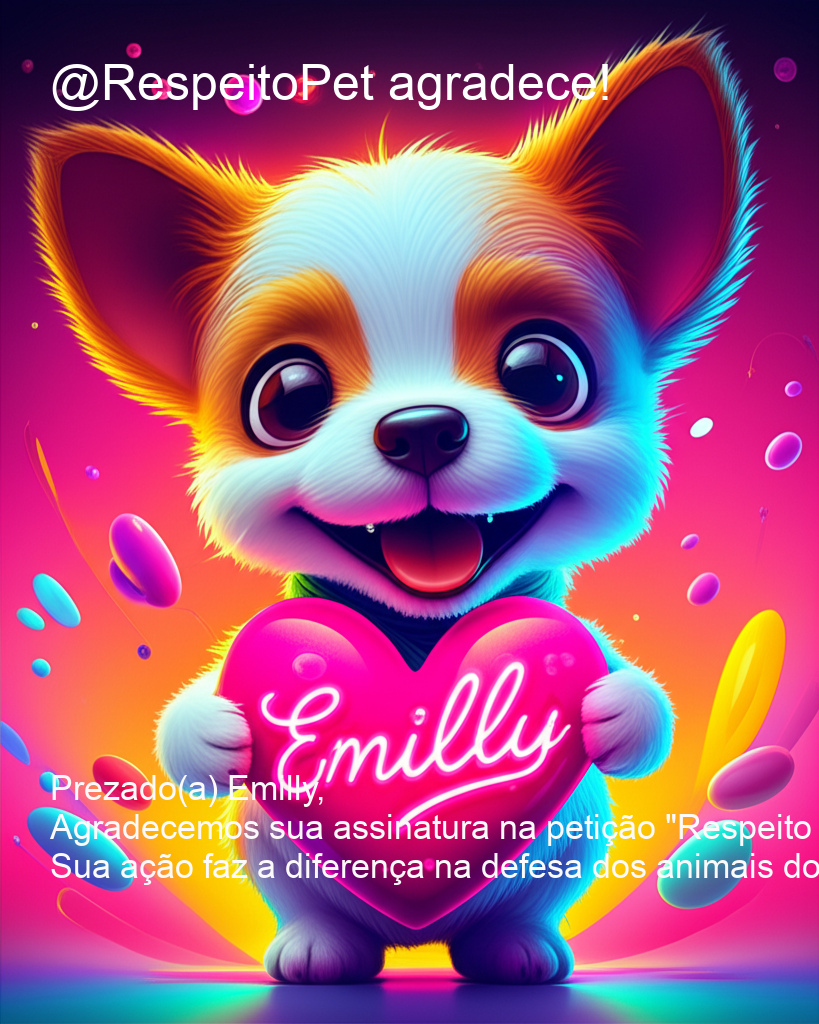 @RespeitoPet agradece!
Emilly
Prezado(a) Emilly,
Agradecemos sua assinatura na petição "Respeito
Sua ação faz a diferença na defesa dos animais do